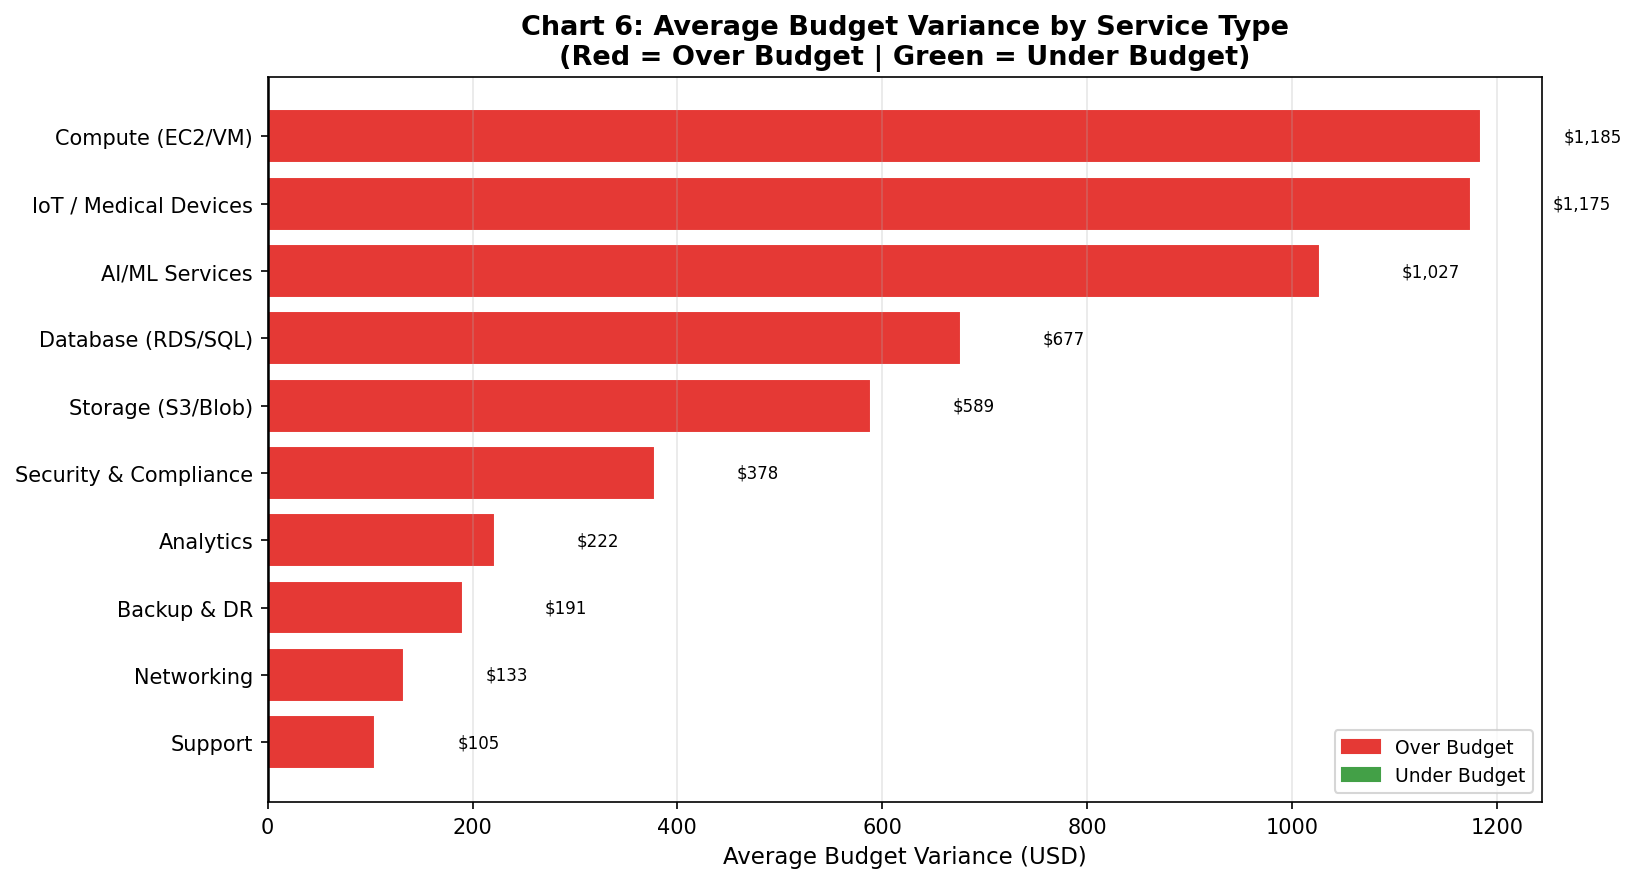 Chart 6: Average Budget Variance by Service Type
(Red = Over Budget | Green = Under Budget)
Compute (EC2/VM)
$1,185
IoT / Medical Devices
$1,175
AI/ML Services
$1,027
Database (RDS/SQL)
$677
Storage (S3/Blob)
$589
Security & Compliance
$378
Analytics
$222
Backup & DR
$191
Networking
$133
Support
$105
Over Budget
Under Budget
0 200 400 600 800 1000 1200
Average Budget Variance (USD)